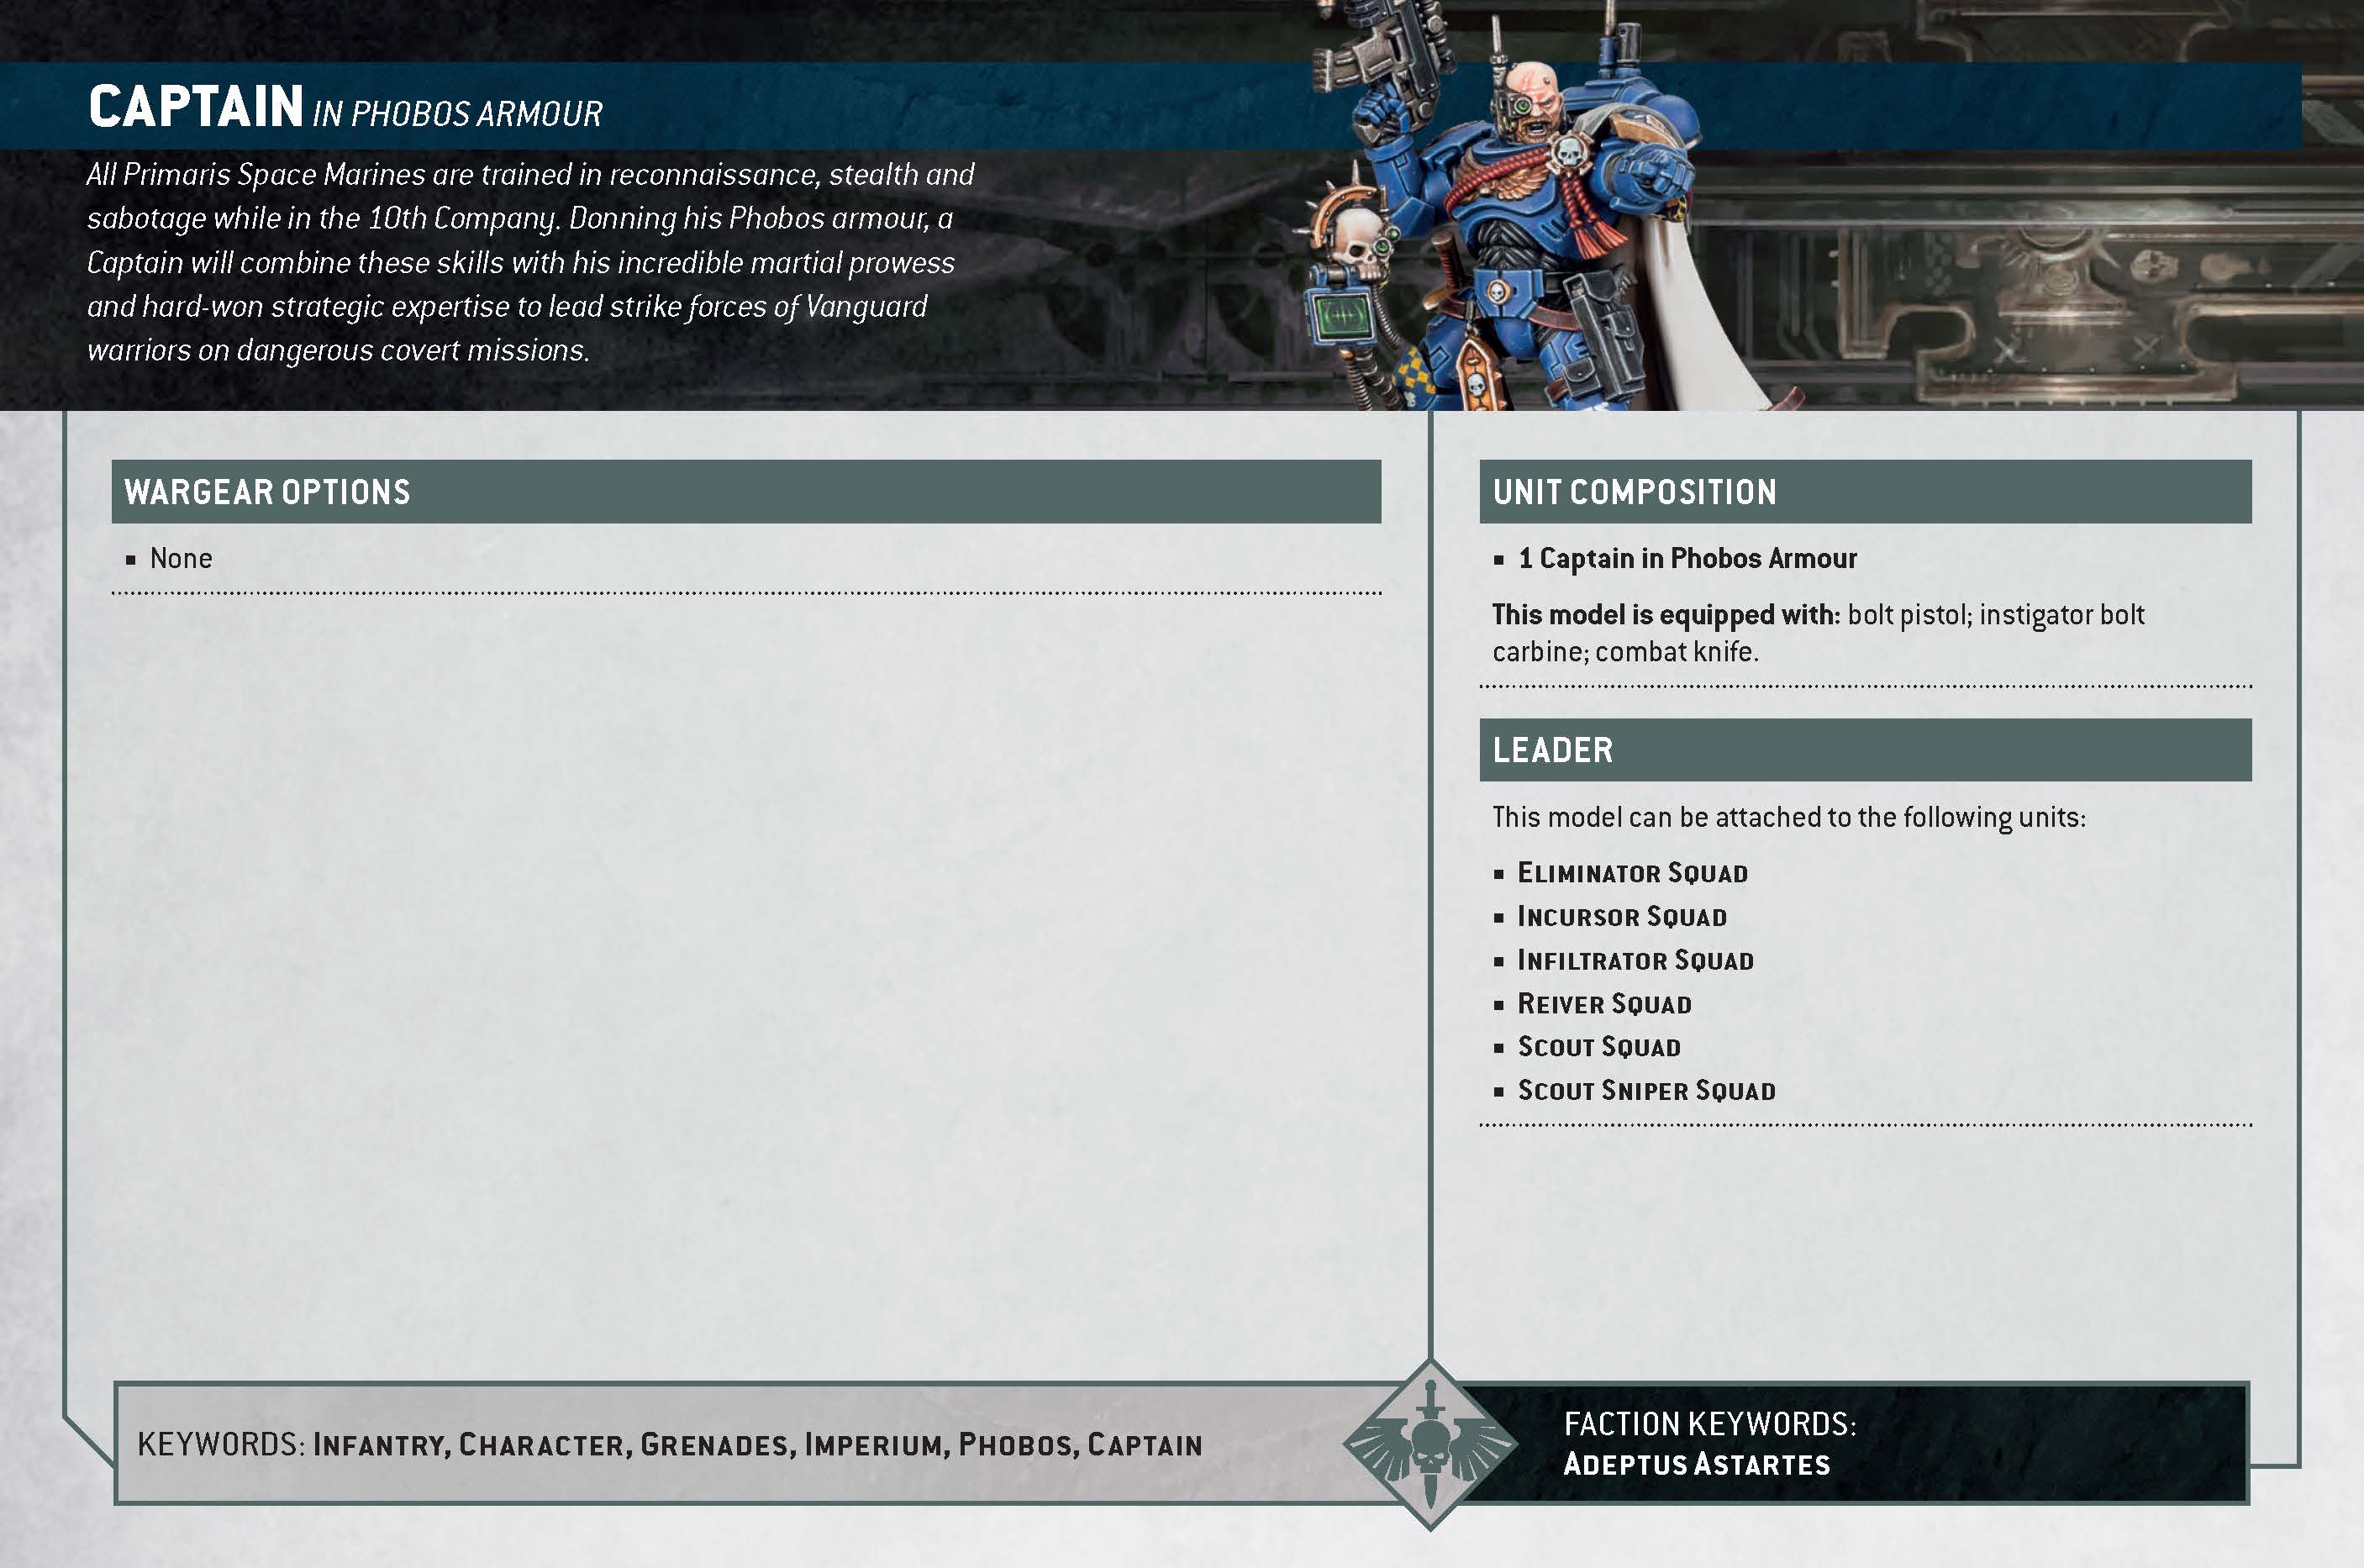 CAPTAIN IN PHOBOS ARMOUR
All Primaris Space Marines are trained in reconnaissance, stealth and
sabotage while in the 10th Company. Donning his Phobos armour, a
Captain will combine these skills with his incredible martial prowess
and hard-won strategic expertise to lead strike forces of Vanguard
warriors on dangerous covert missions.
WARGEAR OPTIONS
▪ None
UNIT COMPOSITION
▪ 1 Captain in Phobos Armour
This model is equipped with: bolt pistol; instigator bolt
carbine; combat knife.
LEADER
This model can be attached to the following units:
▪ ELIMINATOR SQUAD
▪ INCURSOR SQUAD
▪ INFILTRATOR SQUAD
▪ REIVER SQUAD
▪ SCOUT SQUAD
▪ SCOUT SNIPER SQUAD
KEYWORDS: INFANTRY, CHARACTER, GRENADES, IMPERIUM, PHOBOS, CAPTAIN
FACTION KEYWORDS:
ADEPTUS ASTARTES